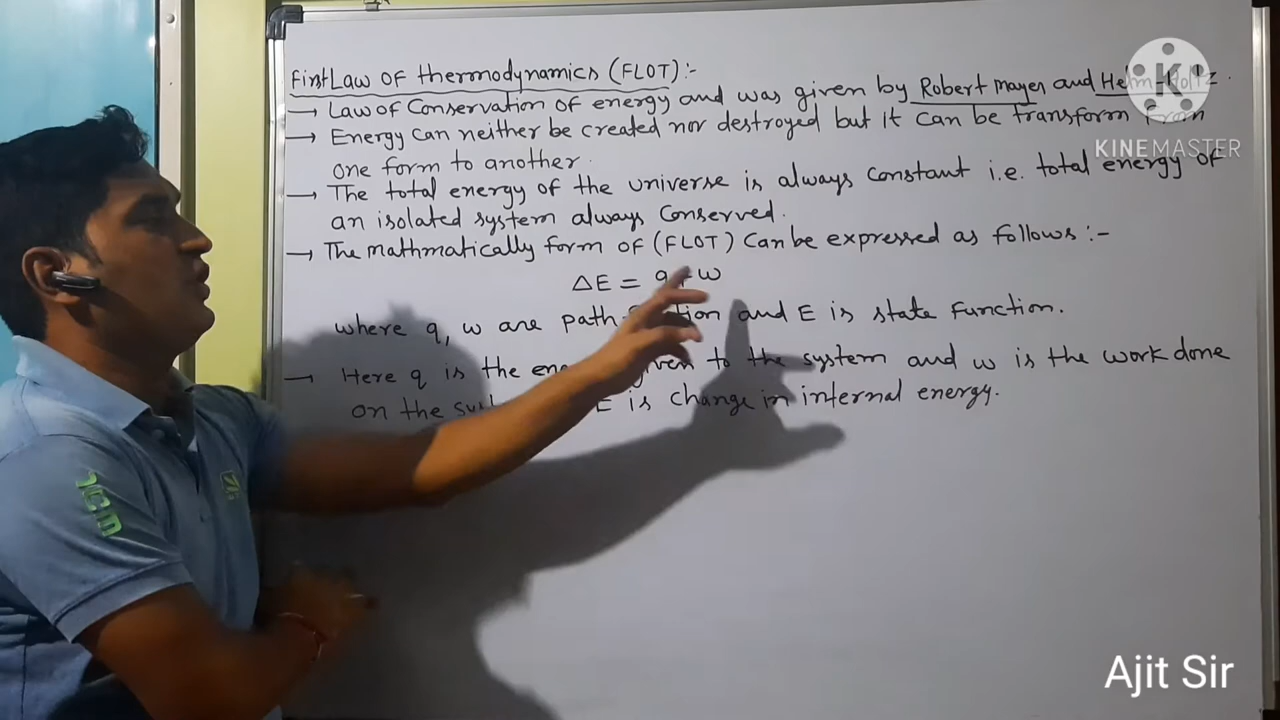 First Law of thermodynamics (FLOT):-
→ Law of Conservation of energy and was given by Robert Mayer and
→ Energy can neither be created nor destroyed but it can be transform
one form to another.
→ The total energy of the universe is always constant i.e. total energy of
an isolated system always Conserved.
→ The mathmatically form of (FLOT) Can be expressed as follows :-
ΔE = q + w
where q, w are path and E is state Function.
→ Here q is the to the system and w is the work done
on the E is change in internal energy.
KINEMASTER
Ajit Sir